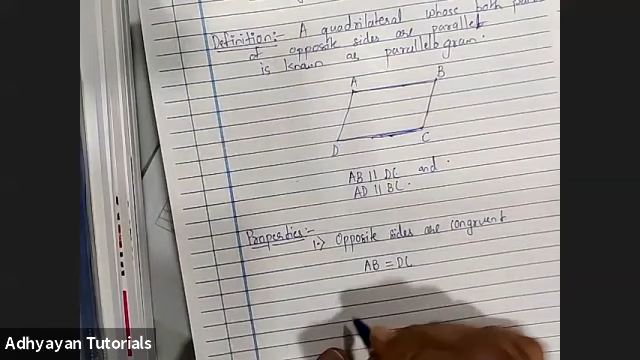 Definition:- A quadrilateral whose both
of opposite sides are parallel
is known as parallelogram.
A
B
D
C
AB || DC and
AD || BC.
Properties:-
1:-> Opposite sides are congruent
AB = DC
Adhyayan Tutorials